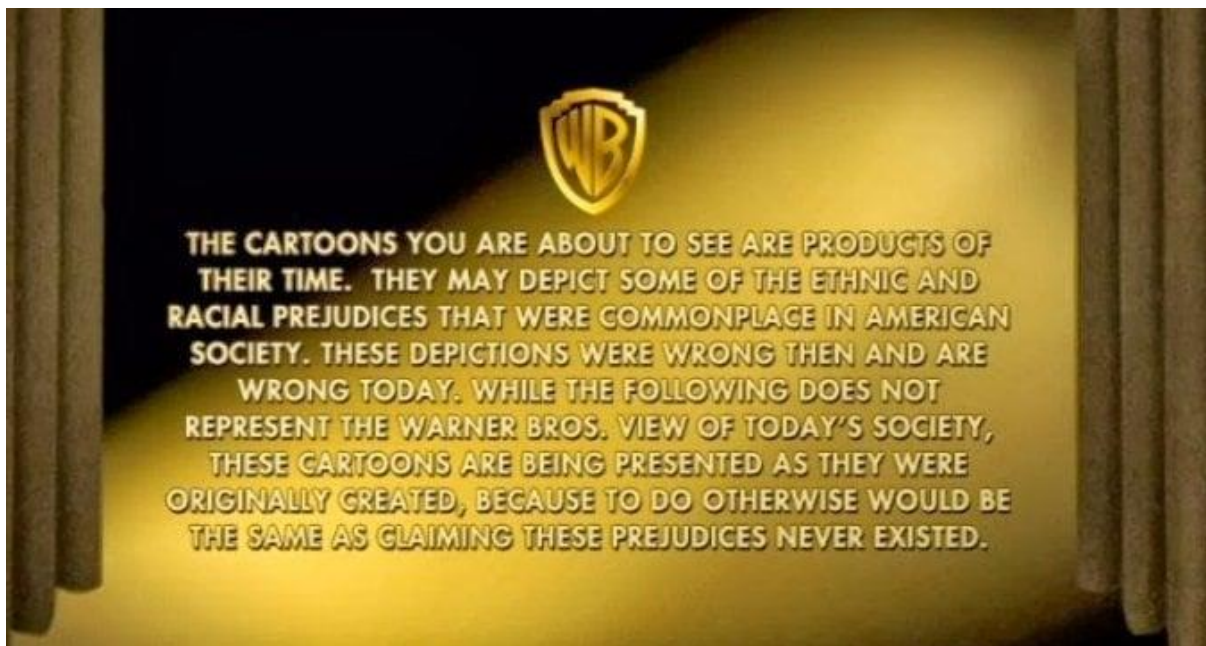 WB
THE CARTOONS YOU ARE ABOUT TO SEE ARE PRODUCTS OF
THEIR TIME. THEY MAY DEPICT SOME OF THE ETHNIC AND
RACIAL PREJUDICES THAT WERE COMMONPLACE IN AMERICAN
SOCIETY. THESE DEPICTIONS WERE WRONG THEN AND ARE
WRONG TODAY. WHILE THE FOLLOWING DOES NOT
REPRESENT THE WARNER BROS. VIEW OF TODAY'S SOCIETY,
THESE CARTOONS ARE BEING PRESENTED AS THEY WERE
ORIGINALLY CREATED, BECAUSE TO DO OTHERWISE WOULD BE
THE SAME AS CLAIMING THESE PREJUDICES NEVER EXISTED.